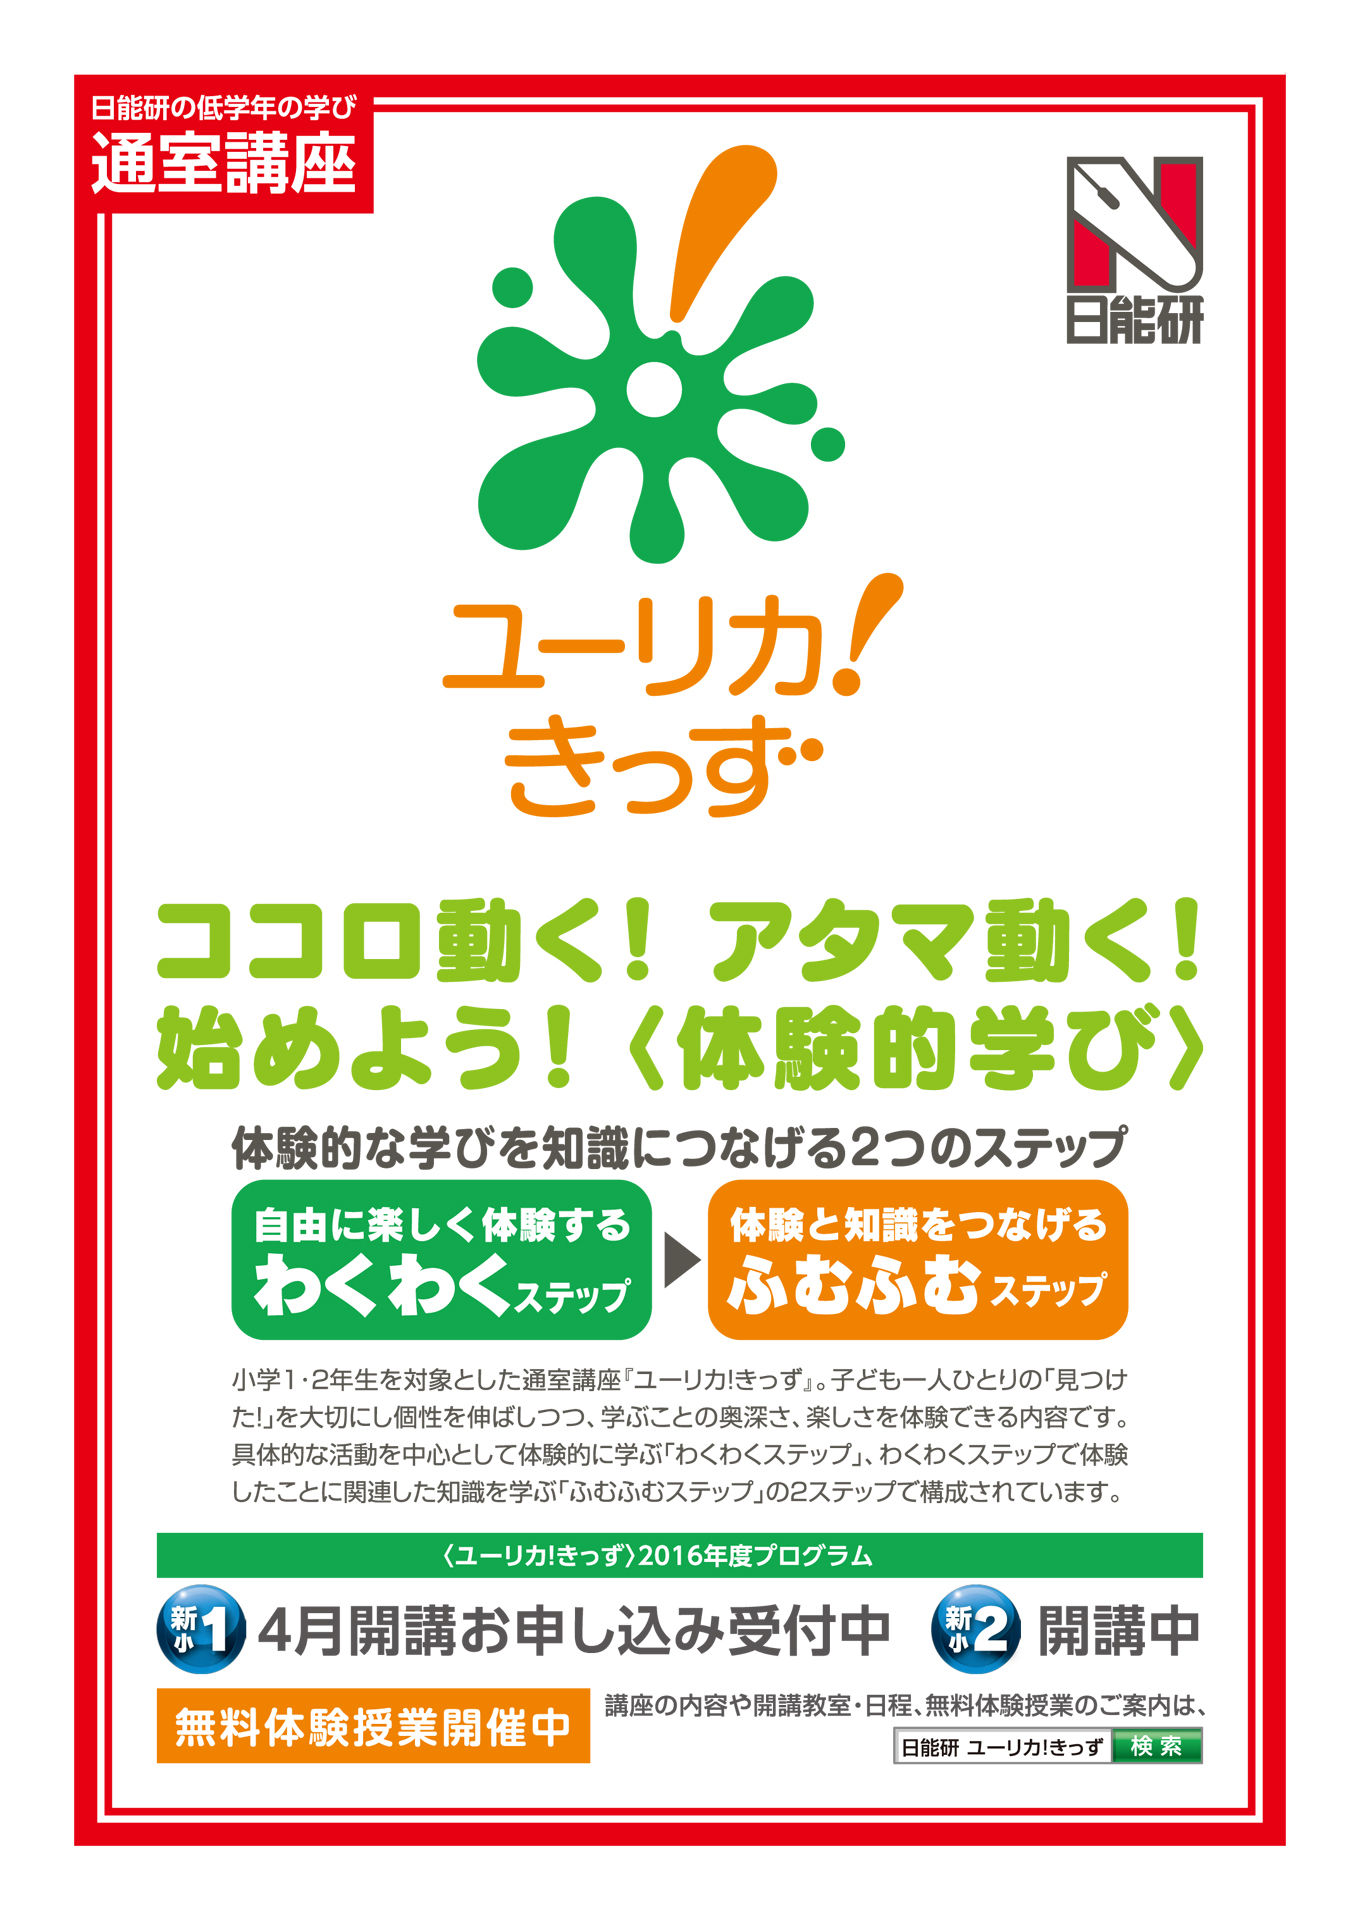 日能研の低学年の学び
通室講座
日能研
ユーリカ!
きっず
ココロ動く! アタマ動く!
始めよう!〈体験的学び〉
体験的な学びを知識につなげる2つのステップ
自由に楽しく体験する
わくわくステップ
体験と知識をつなげる
ふむふむステップ
小学1・2年生を対象とした通室講座『ユーリカ!きっず』。子ども一人ひとりの「見つけ
た!」を大切にし個性を伸ばしつつ、学ぶことの奥深さ、楽しさを体験できる内容です。
具体的な活動を中心として体験的に学ぶ「わくわくステップ」、わくわくステップで体験
したことに関連した知識を学ぶ「ふむふむステップ」の2ステップで構成されています。
〈ユーリカ!きっず〉2016年度プログラム
新小1 4月開講お申し込み受付中 新小2 開講中
無料体験授業開催中
講座の内容や開講教室・日程、無料体験授業のご案内は、
日能研 ユーリカ!きっず 検索